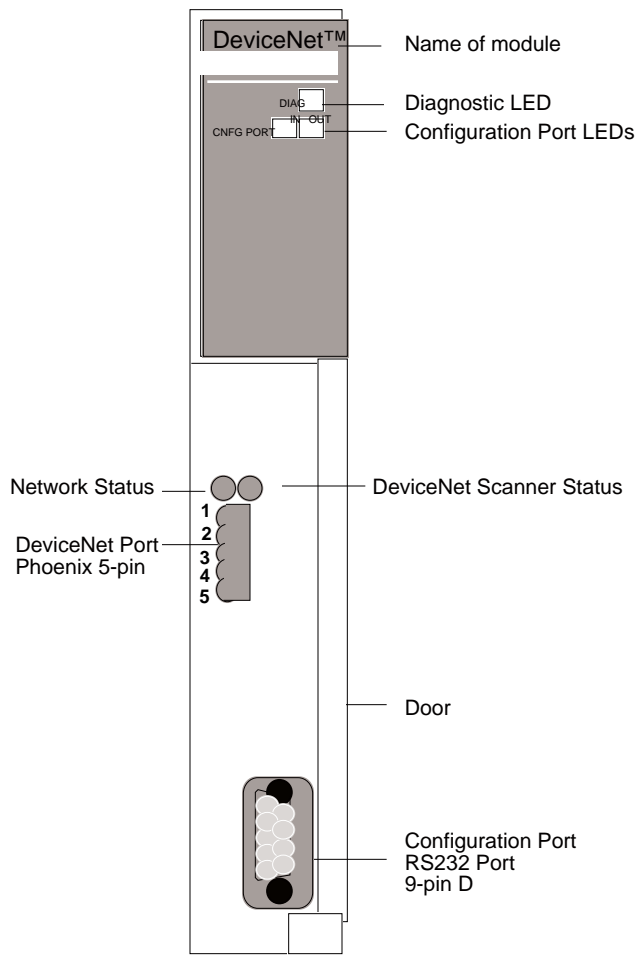 DeviceNet™
Name of module
DIAG
Diagnostic LED
IN OUT
CNFG PORT
Configuration Port LEDs
Network Status
DeviceNet Scanner Status
1
2
3
4
5
DeviceNet Port
Phoenix 5-pin
Door
Configuration Port
RS232 Port
9-pin D